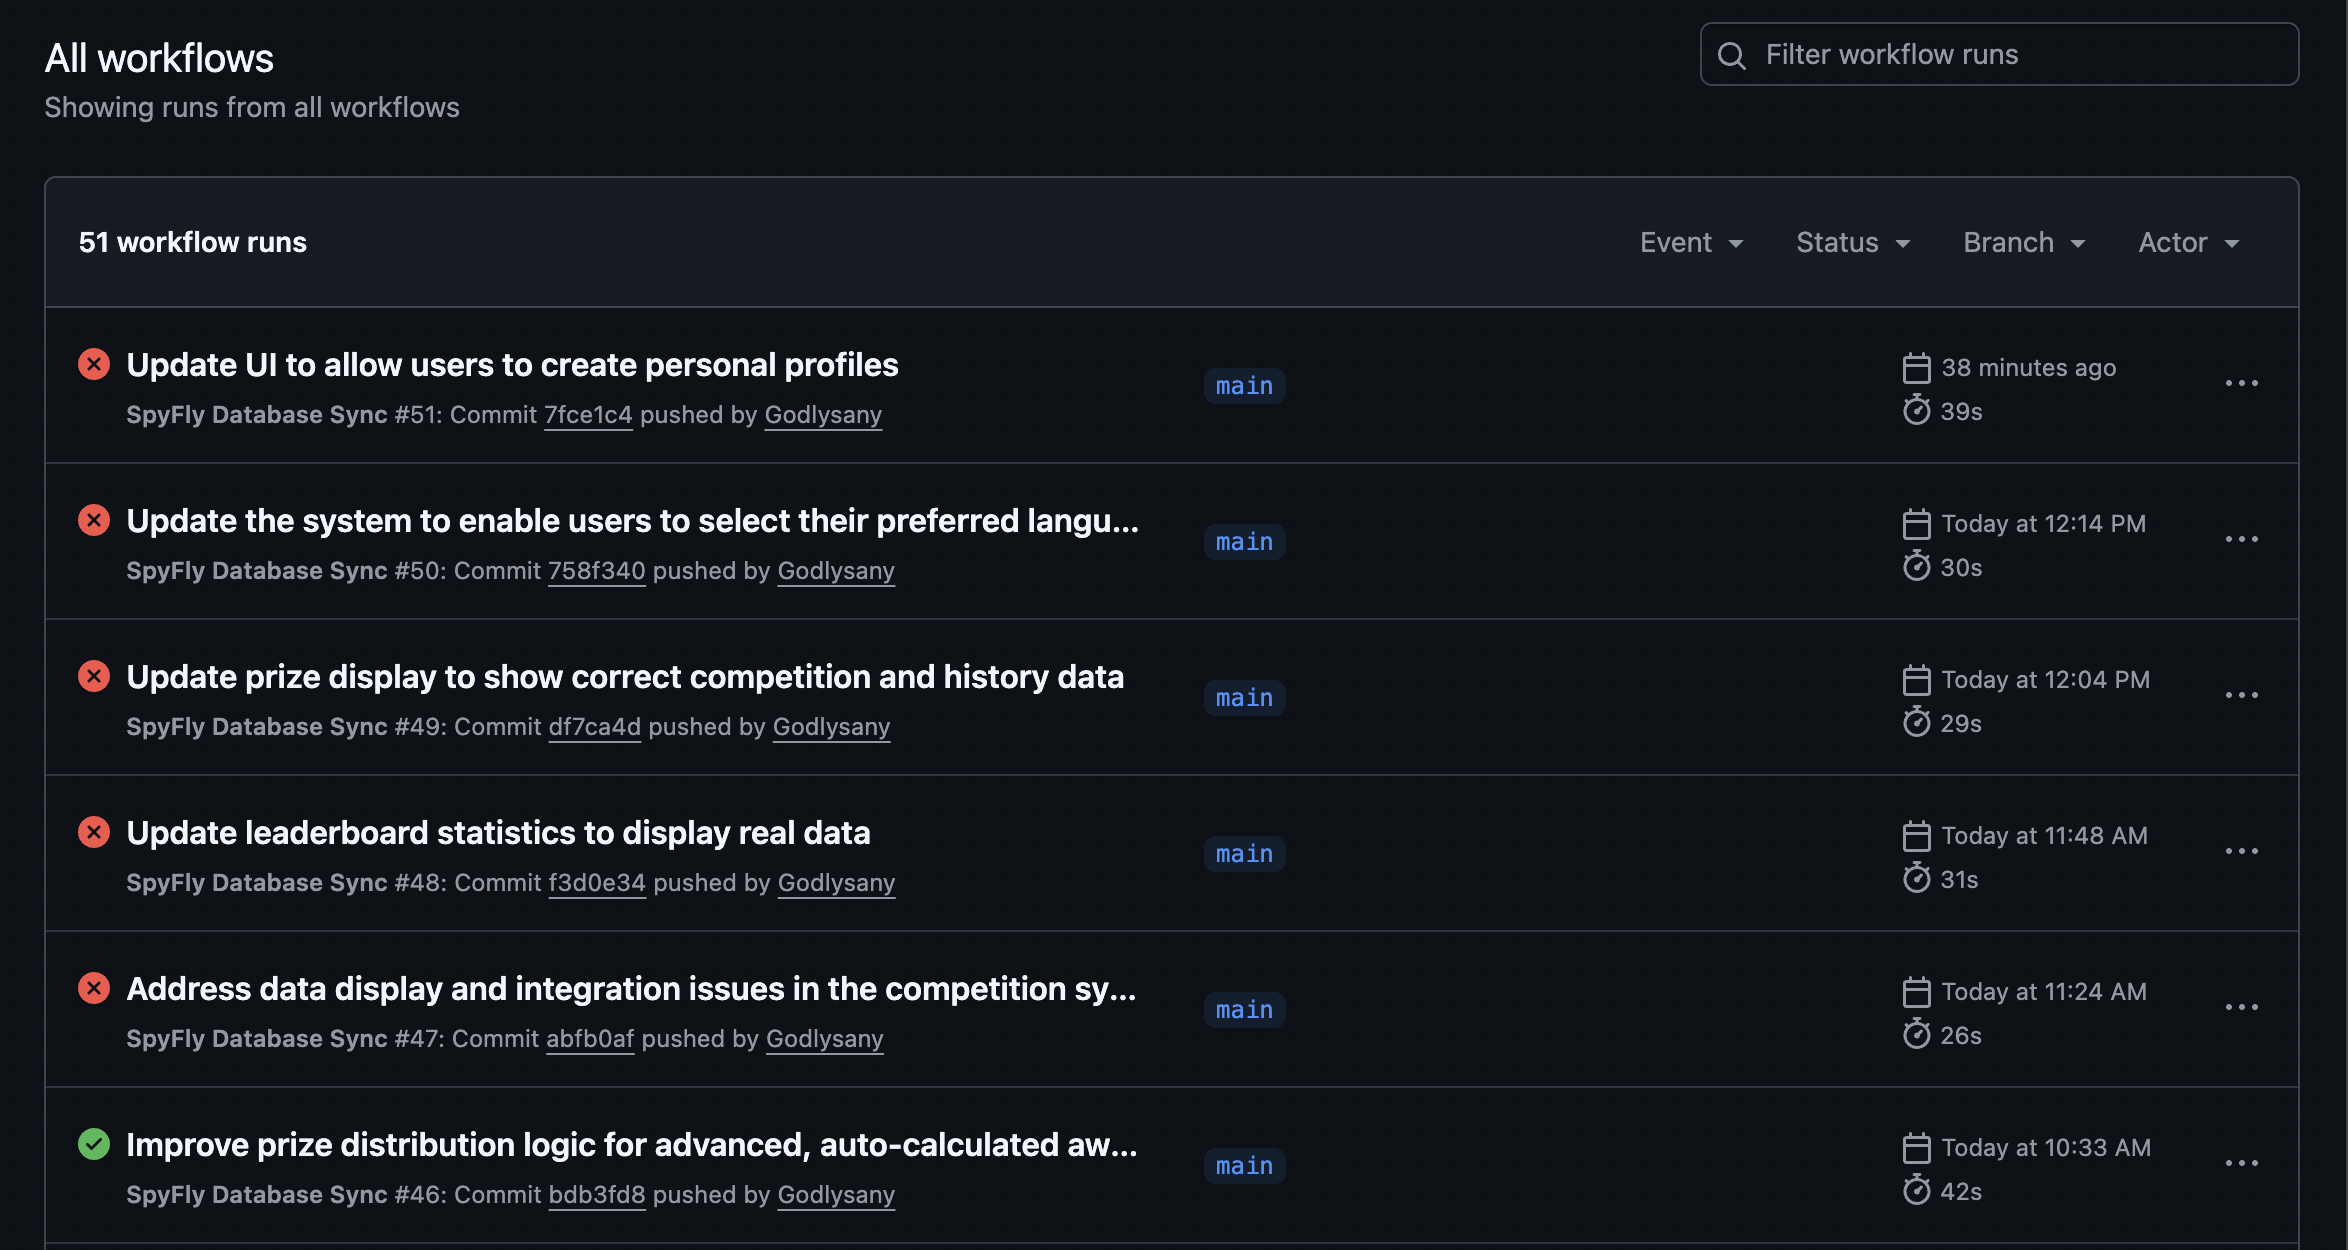 All workflows
Filter workflow runs
Showing runs from all workflows
51 workflow runs
Event
Status
Branch
Actor
Update UI to allow users to create personal profiles
main
38 minutes ago
SpyFly Database Sync #51: Commit 7fce1c4 pushed by Godlysany
39s
Update the system to enable users to select their preferred langu...
main
Today at 12:14 PM
SpyFly Database Sync #50: Commit 758f340 pushed by Godlysany
30s
Update prize display to show correct competition and history data
main
Today at 12:04 PM
SpyFly Database Sync #49: Commit df7ca4d pushed by Godlysany
29s
Update leaderboard statistics to display real data
main
Today at 11:48 AM
SpyFly Database Sync #48: Commit f3d0e34 pushed by Godlysany
31s
Address data display and integration issues in the competition sy...
main
Today at 11:24 AM
SpyFly Database Sync #47: Commit abfb0af pushed by Godlysany
26s
Improve prize distribution logic for advanced, auto-calculated aw...
main
Today at 10:33 AM
SpyFly Database Sync #46: Commit bdb3fd8 pushed by Godlysany
42s